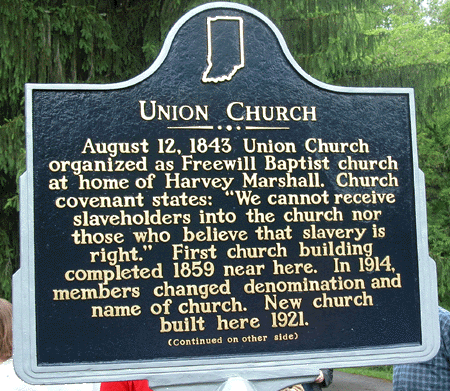 UNION CHURCH
August 12, 1843 Union Church
organized as Freewill Baptist church
at home of Harvey Marshall. Church
covenant states: "We cannot receive
slaveholders into the church nor
those who believe that slavery is
right." First church building
completed 1859 near here. In 1914,
members changed denomination and
name of church. New church
built here 1921.
(Continued on other side)